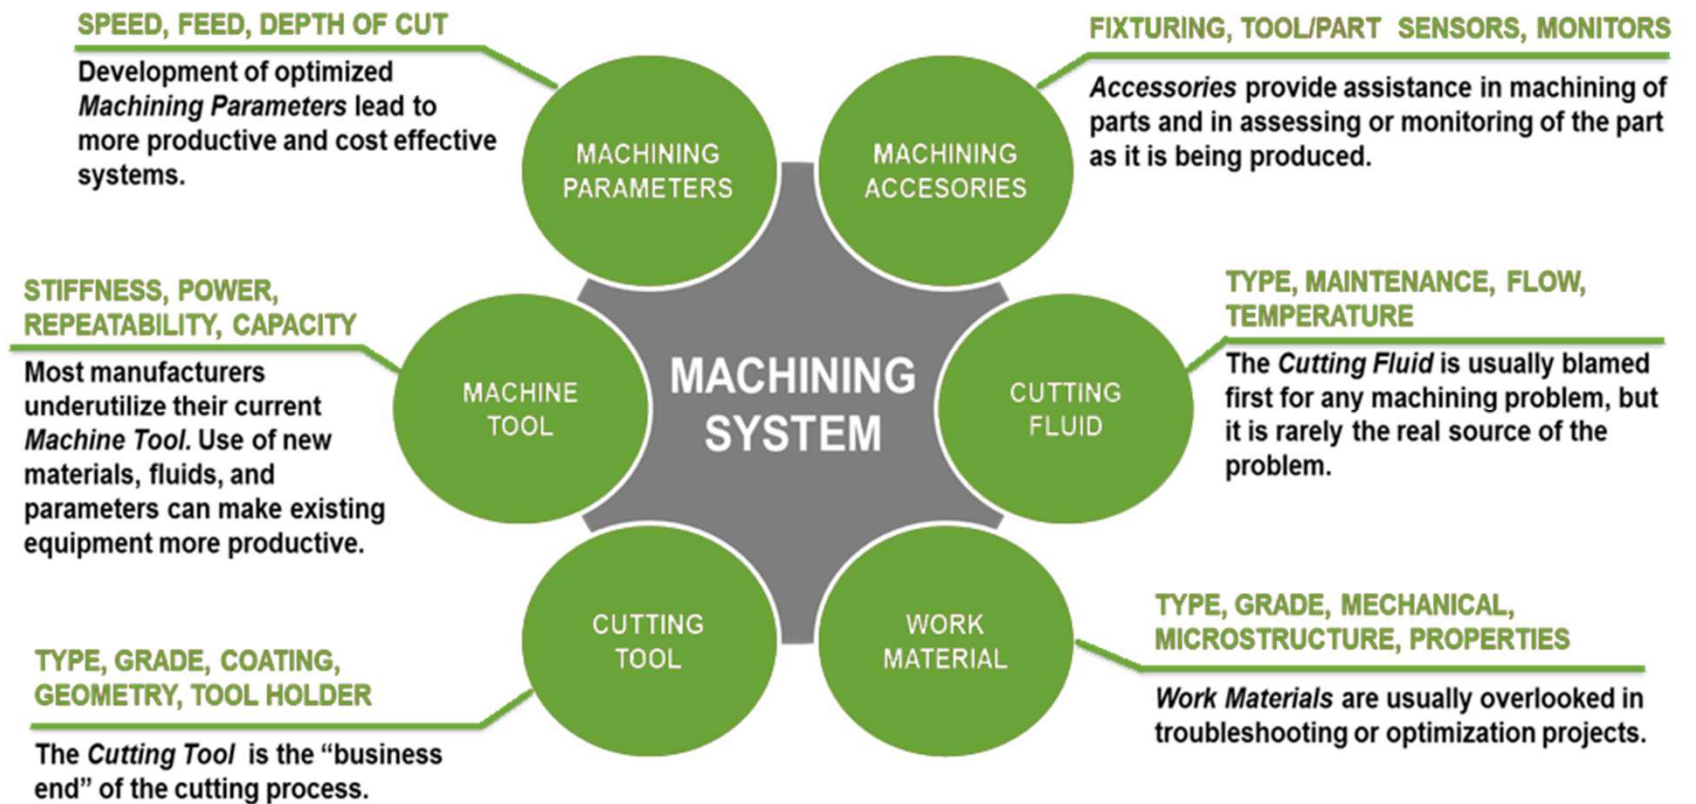 SPEED, FEED, DEPTH OF CUT
Development of optimized
Machining Parameters lead to
more productive and cost effective
systems.
FIXTURING, TOOL/PART SENSORS, MONITORS
Accessories provide assistance in machining of
parts and in assessing or monitoring of the part
as it is being produced.
MACHINING
PARAMETERS
MACHINING
ACCESORIES
STIFFNESS, POWER,
REPEATABILITY, CAPACITY
Most manufacturers
underutilize their current
Machine Tool. Use of new
materials, fluids, and
parameters can make existing
equipment more productive.
MACHINE
TOOL
MACHINING
SYSTEM
CUTTING
FLUID
TYPE, MAINTENANCE, FLOW,
TEMPERATURE
The Cutting Fluid is usually blamed
first for any machining problem, but
it is rarely the real source of the
problem.
CUTTING
TOOL
WORK
MATERIAL
TYPE, GRADE, COATING,
GEOMETRY, TOOL HOLDER
The Cutting Tool is the “business
end” of the cutting process.
TYPE, GRADE, MECHANICAL,
MICROSTRUCTURE, PROPERTIES
Work Materials are usually overlooked in
troubleshooting or optimization projects.